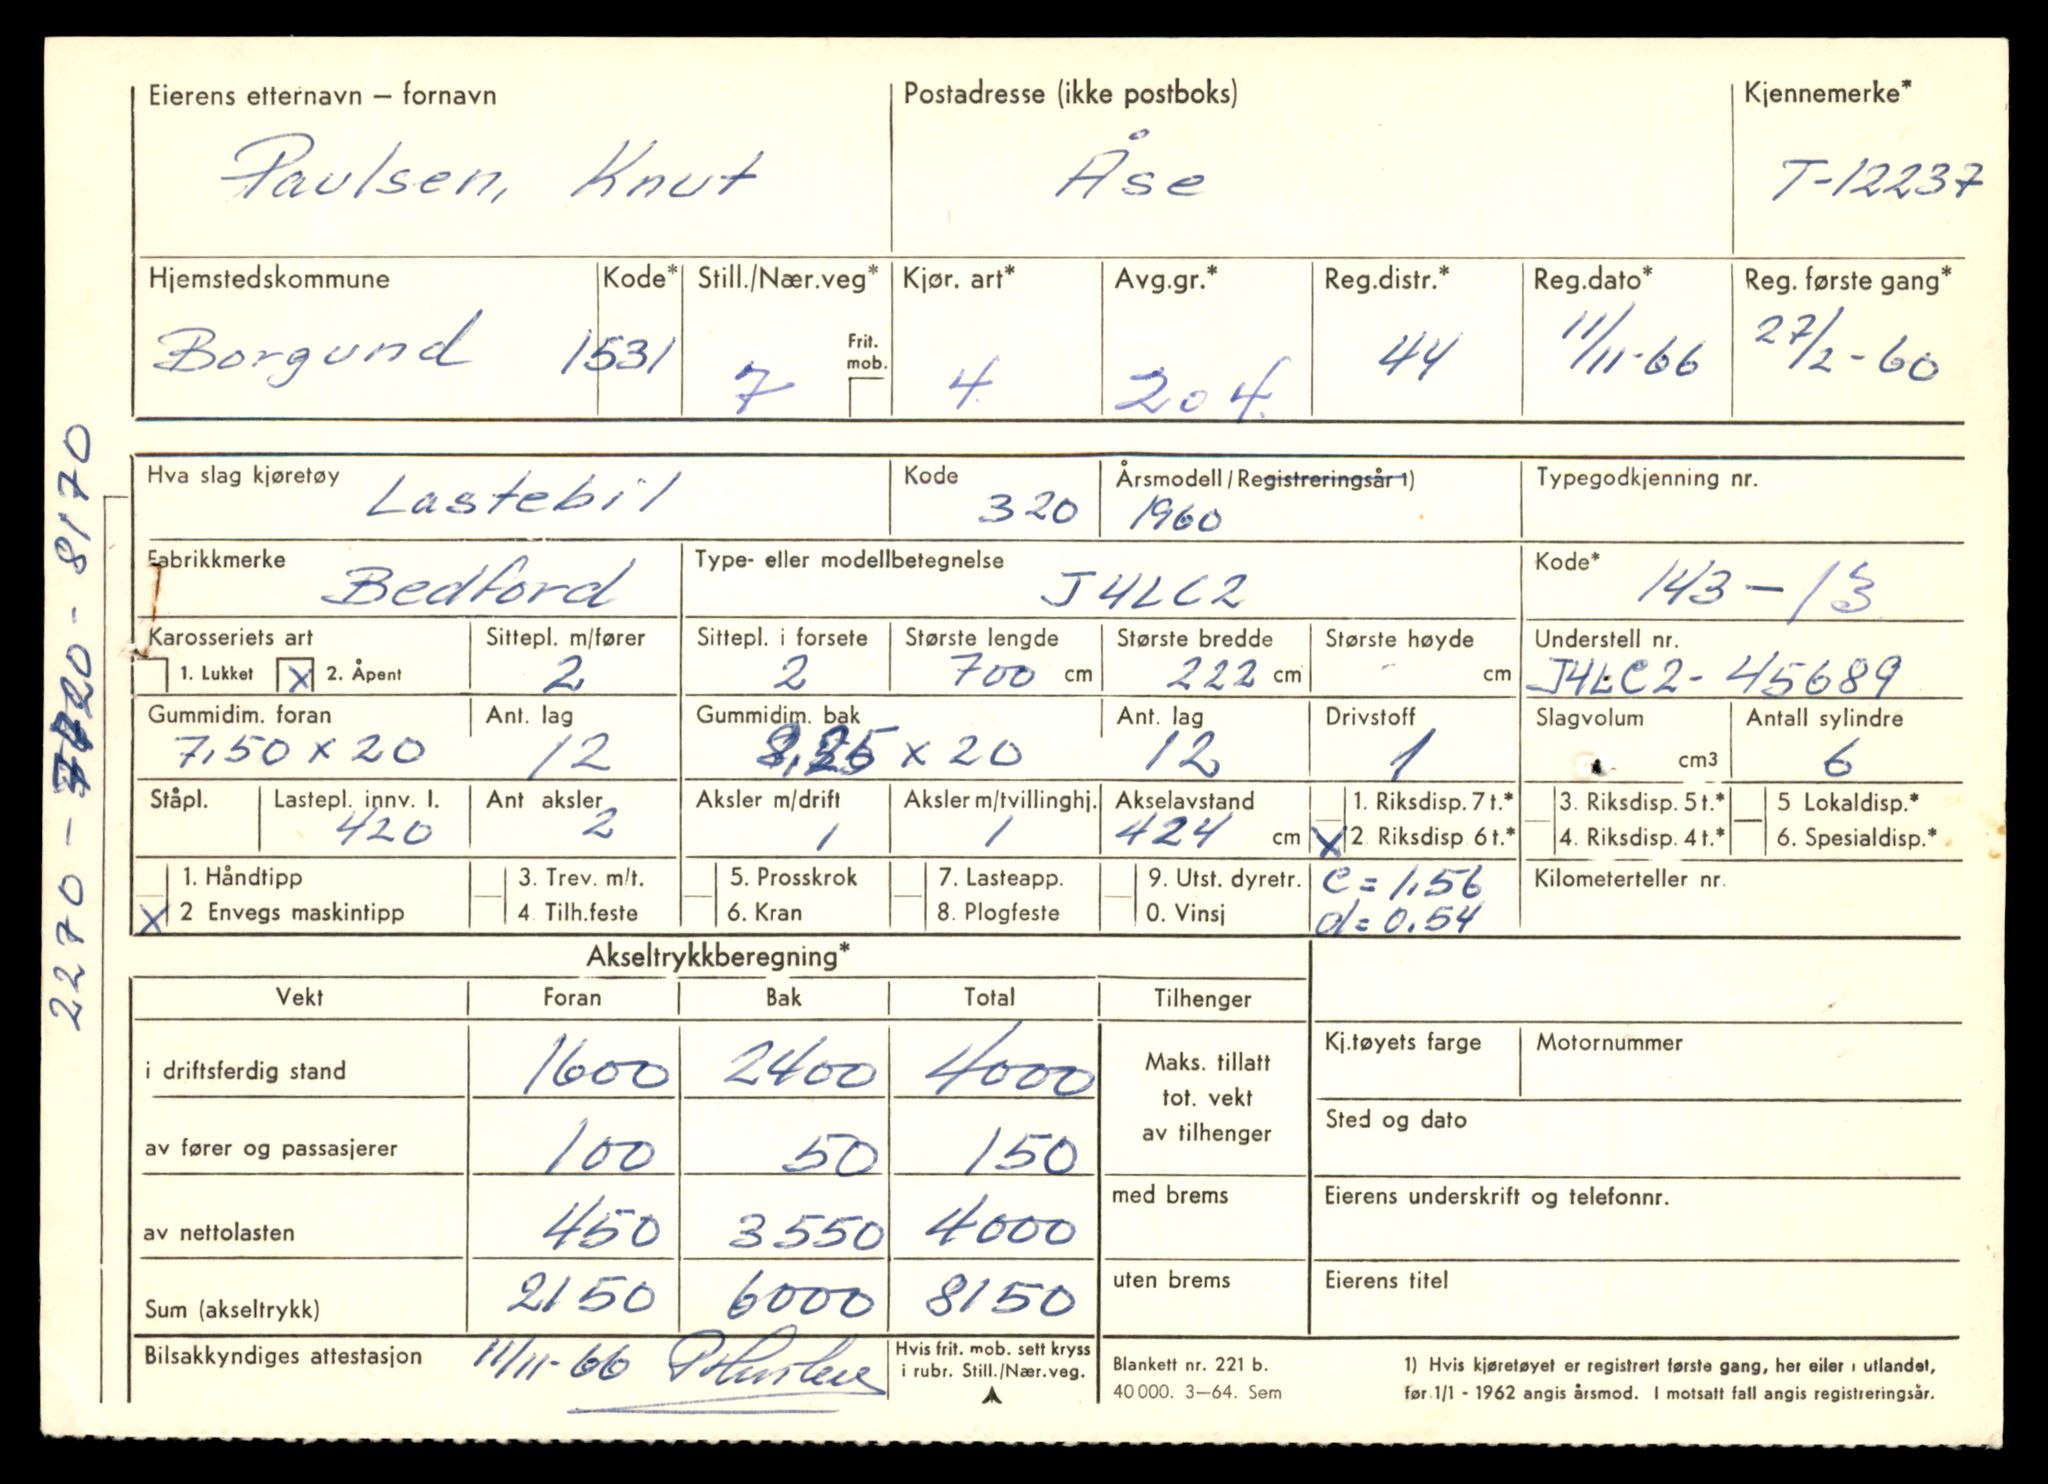 Eierens etternavn – fornavn Postadresse (ikke postboks) Kjennemerke*
Paulsen, Knut Åse T-12237
Hjemstedskommune Kode* Still./Nær.veg* Kjør. art* Avg.gr.* Reg.distr.* Reg.dato* Reg. første gang*
Borgund 1531 7 Frit. mob. 4 204. 44 11/11-66 27/2-60
Hva slag kjøretøy Kode Årsmodell/Registreringsår 1) Typegodkjenning nr.
Lastebil 320 1960
Fabrikkmerke Type- eller modellbetegnelse Kode*
Bedford J4LC2 143-13
Karosseriets art Sittepl. m/fører Sittepl. i forsete Største lengde Største bredde Største høyde Understell nr.
1. Lukket X 2. Åpent 2 2 700 cm 222 cm - cm J4LC2-45689
Gummidim. foran Ant. lag Gummidim. bak Ant. lag Drivstoff Slagvolum Antall sylindre
7,50 x 20 12 8,25 x 20 12 1 cm3 6
Ståpl. Lastepl. innv. l. Ant aksler Aksler m/drift Aksler m/tvillinghj. Akselavstand 1. Riksdisp. 7 t.* 3. Riksdisp. 5 t.* 5 Lokaldisp.*
420 2 1 1 424 cm X 2 Riksdisp 6 t.* 4. Riksdisp. 4 t.* 6. Spesialdisp.*
1. Håndtipp 3. Trev. m/t. 5. Prosskrok 7. Lasteapp. 9. Utst. dyretr. c = 1,56 Kilometerteller nr.
X 2 Envegs maskintipp 4. Tilh.feste 6. Kran 8. Plogfeste 0. Vinsj d = 0.54
Akseltrykkberegning*
Vekt Foran Bak Total Tilhenger
i driftsferdig stand 1600 2400 4000 Maks. tillatt tot. vekt av tilhenger Kj.tøyets farge Motornummer
av fører og passasjerer 100 50 150 Sted og dato
av nettolasten 450 3550 4000 med brems Eierens underskrift og telefonnr.
Sum (akseltrykk) 2150 6000 8150 uten brems Eierens titel
Bilsakkyndiges attestasjon 11/11-66 Hvis frit. mob. sett kryss
i rubr. Still./Nær.veg.
Blankett nr. 221 b.
40 000. 3–64. Sem
1) Hvis kjøretøyet er registrert første gang, her eller i utlandet,
før 1/1 - 1962 angis årsmod. I motsatt fall angis registreringsår.
2270 - 7720 - 8170